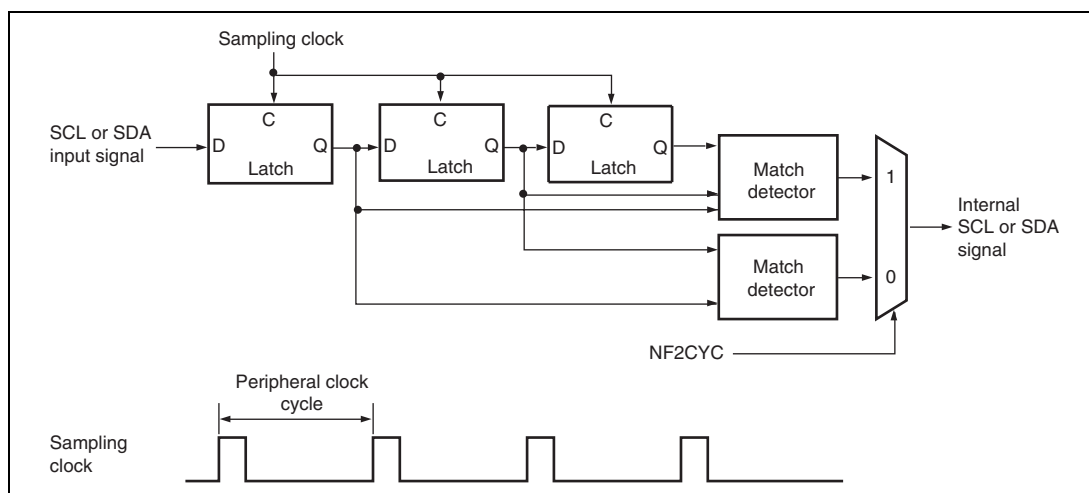 Sampling clock
SCL or SDA
input signal
C
D
Q
Latch
C
D
Q
Latch
C
D
Q
Latch
Match
detector
1
Match
detector
0
Internal
SCL or SDA
signal
NF2CYC
Peripheral clock
cycle
Sampling
clock